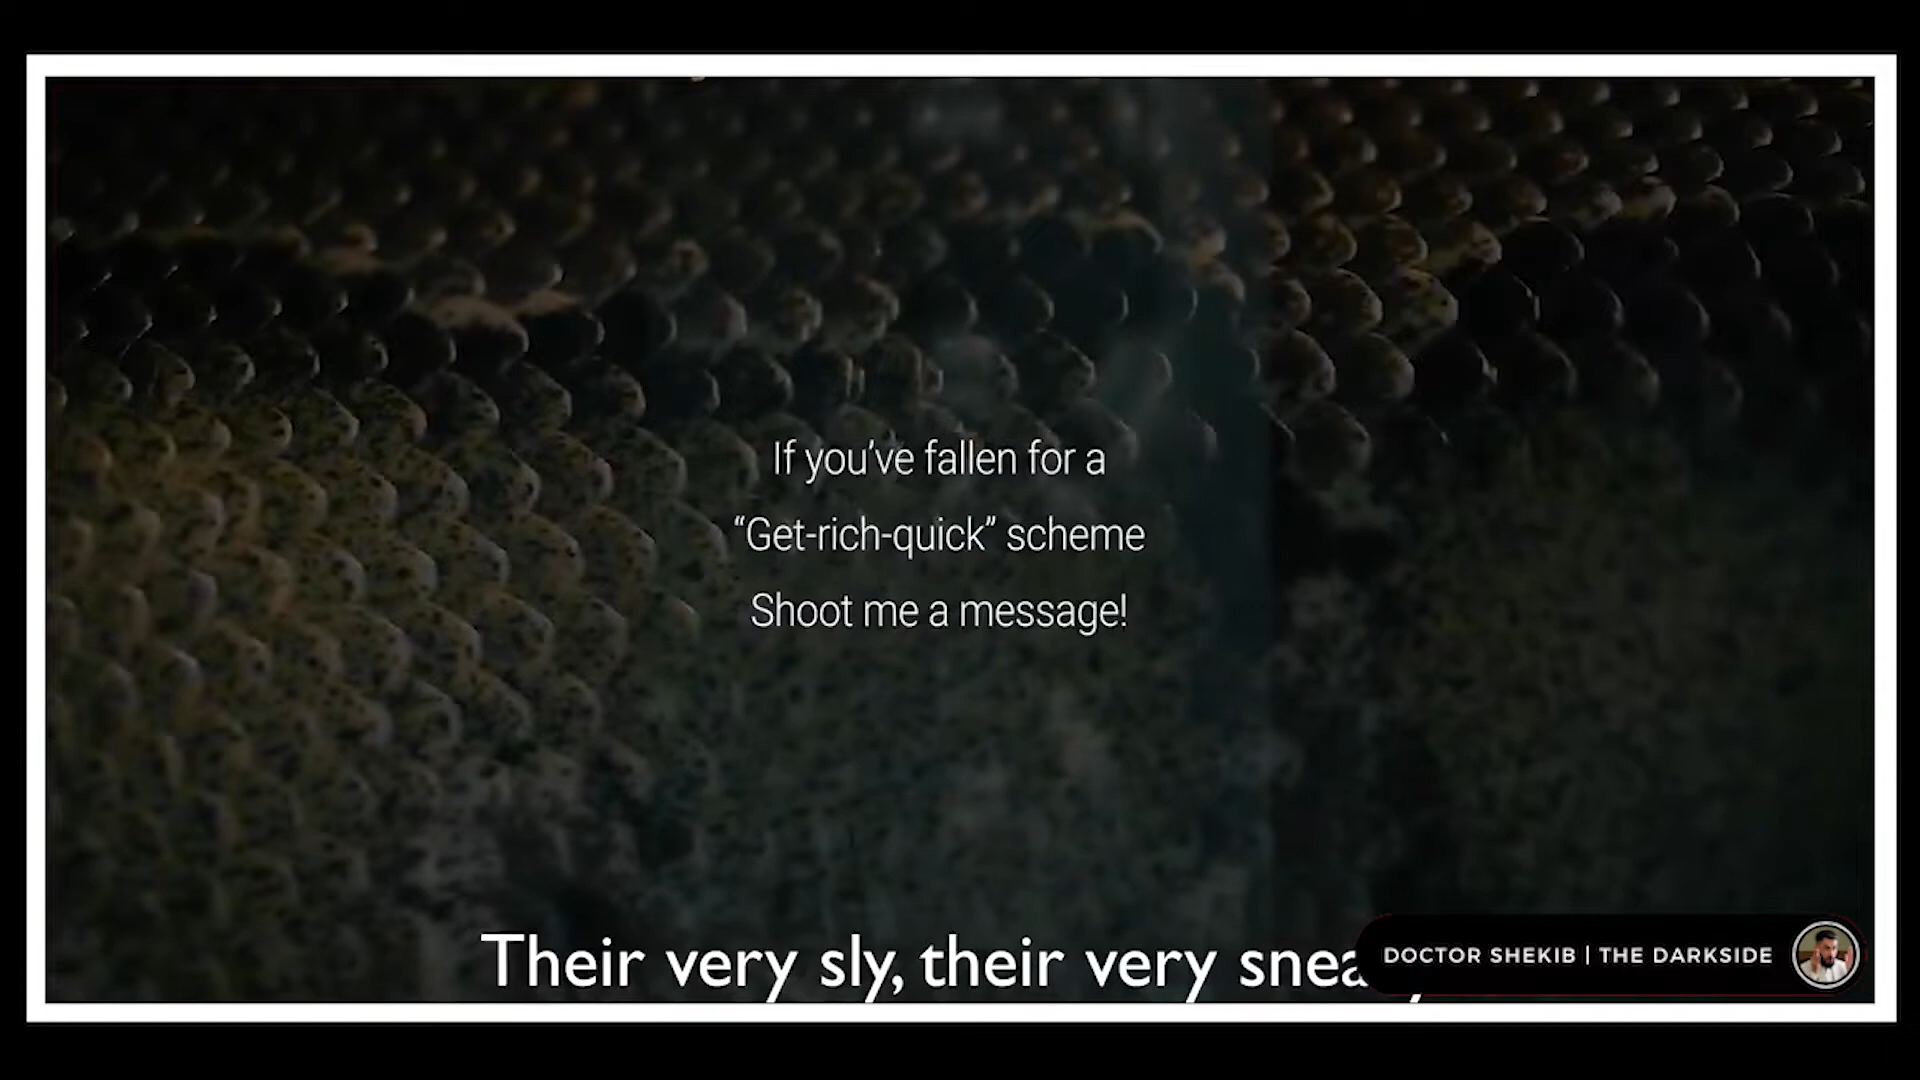 If you’ve fallen for a
“Get-rich-quick” scheme
Shoot me a message!
Their very sly, their very
DOCTOR SHEKIB | THE DARKSIDE